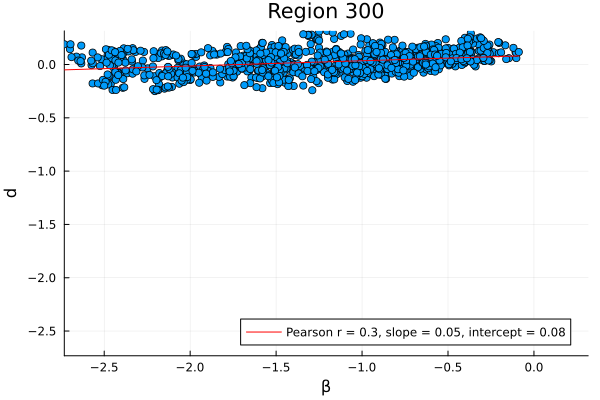 Region 300
0.0
−0.5
−1.0
−1.5
−2.0
−2.5
d
Pearson r = 0.3, slope = 0.05, intercept = 0.08
−2.5 −2.0 −1.5 −1.0 −0.5 0.0
β